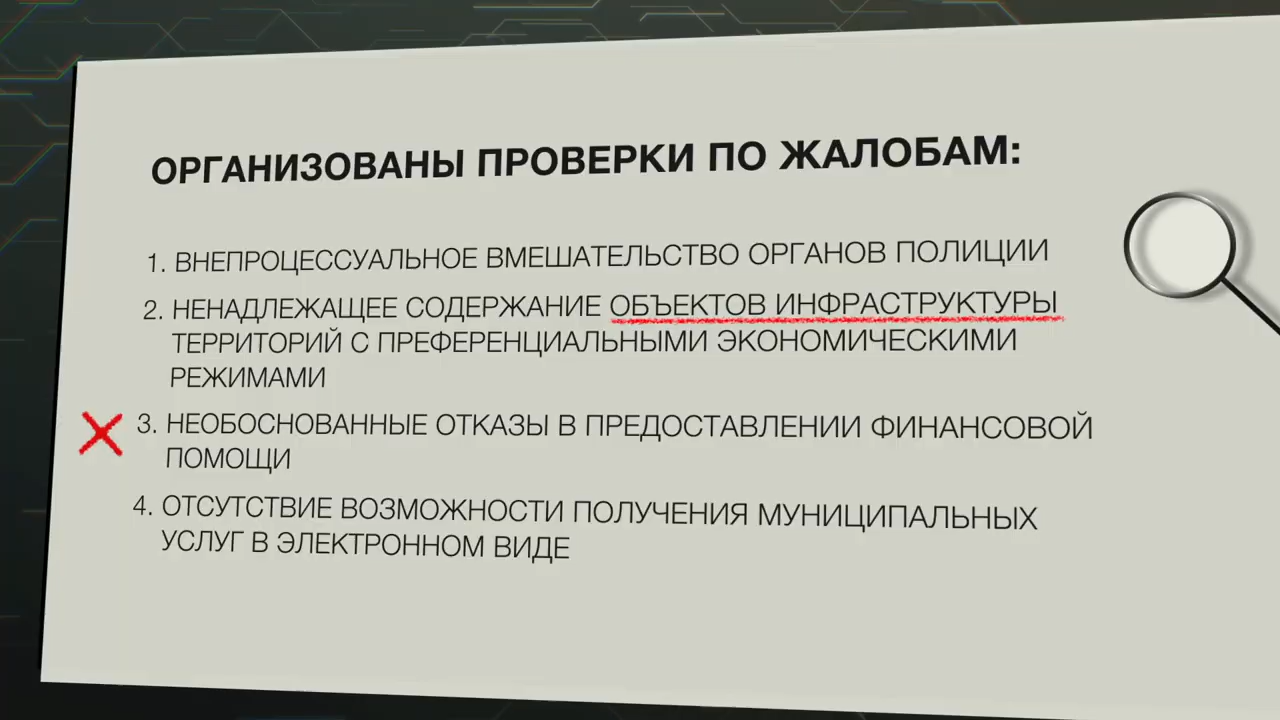 ОРГАНИЗОВАНЫ ПРОВЕРКИ ПО ЖАЛОБАМ:
1. ВНЕПРОЦЕССУАЛЬНОЕ ВМЕШАТЕЛЬСТВО ОРГАНОВ ПОЛИЦИИ
2. НЕНАДЛЕЖАЩЕЕ СОДЕРЖАНИЕ ОБЪЕКТОВ ИНФРАСТРУКТУРЫ
ТЕРРИТОРИЙ С ПРЕФЕРЕНЦИАЛЬНЫМИ ЭКОНОМИЧЕСКИМИ
РЕЖИМАМИ
3. НЕОБОСНОВАННЫЕ ОТКАЗЫ В ПРЕДОСТАВЛЕНИИ ФИНАНСОВОЙ
ПОМОЩИ
4. ОТСУТСТВИЕ ВОЗМОЖНОСТИ ПОЛУЧЕНИЯ МУНИЦИПАЛЬНЫХ
УСЛУГ В ЭЛЕКТРОННОМ ВИДЕ